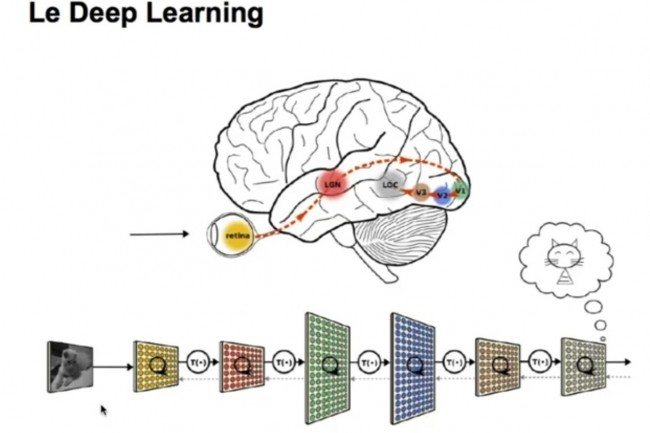 Le Deep Learning
LGN
LOC
V3
V2
V1
retina
T(•)
T(•)
T(•)
T(•)
T(•)